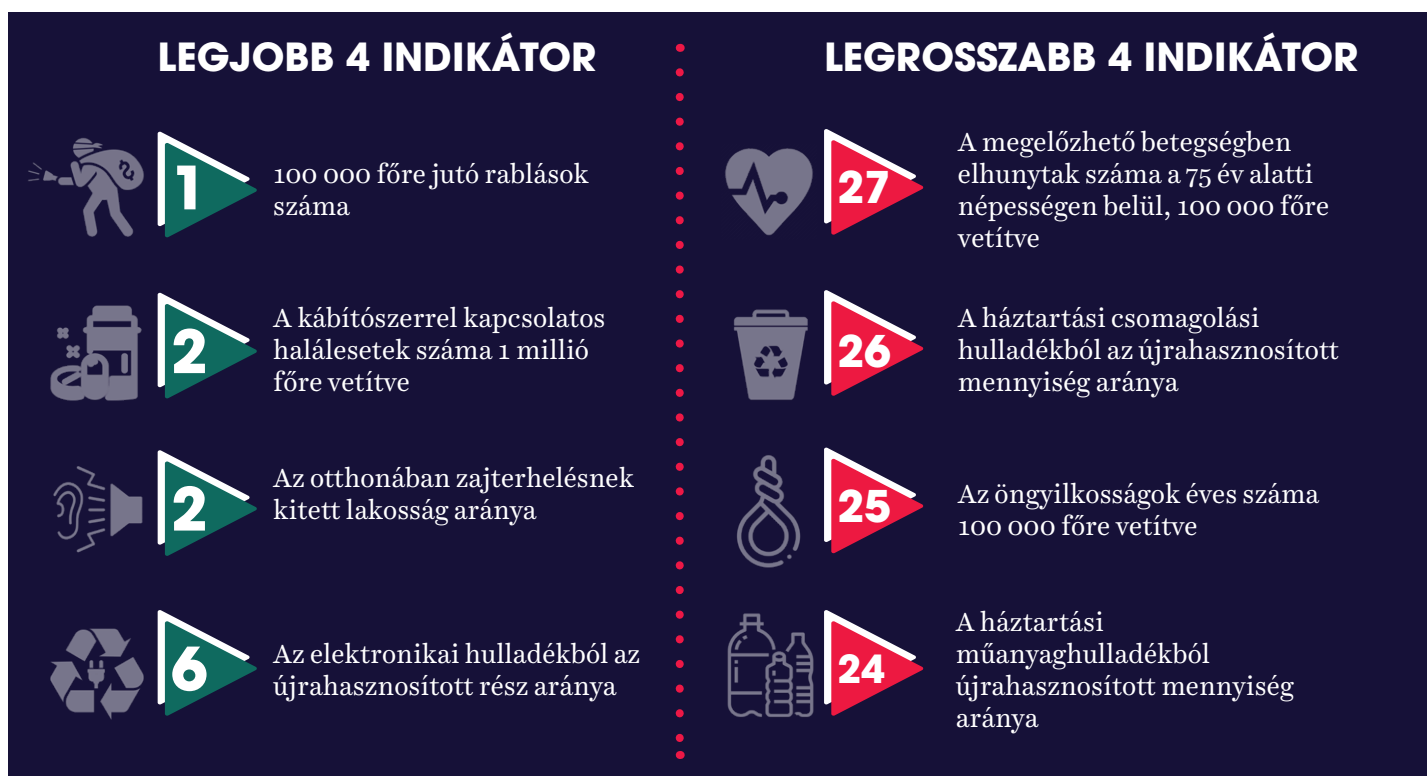 LEGJOBB 4 INDIKÁTOR
1
100 000 főre jutó rablások
száma
2
A kábítószerrel kapcsolatos
halálesetek száma 1 millió
főre vetítve
2
Az otthonában zajterhelésnek
kitett lakosság aránya
6
Az elektronikai hulladékból az
újrahasznosított rész aránya
LEGROSSZABB 4 INDIKÁTOR
27
A megelőzhető betegségben
elhunytak száma a 75 év alatti
népességen belül, 100 000 főre
vetítve
26
A háztartási csomagolási
hulladékból az újrahasznosított
mennyiség aránya
25
Az öngyilkosságok éves száma
100 000 főre vetítve
24
A háztartási
műanyaghulladékból
újrahasznosított mennyiség
aránya